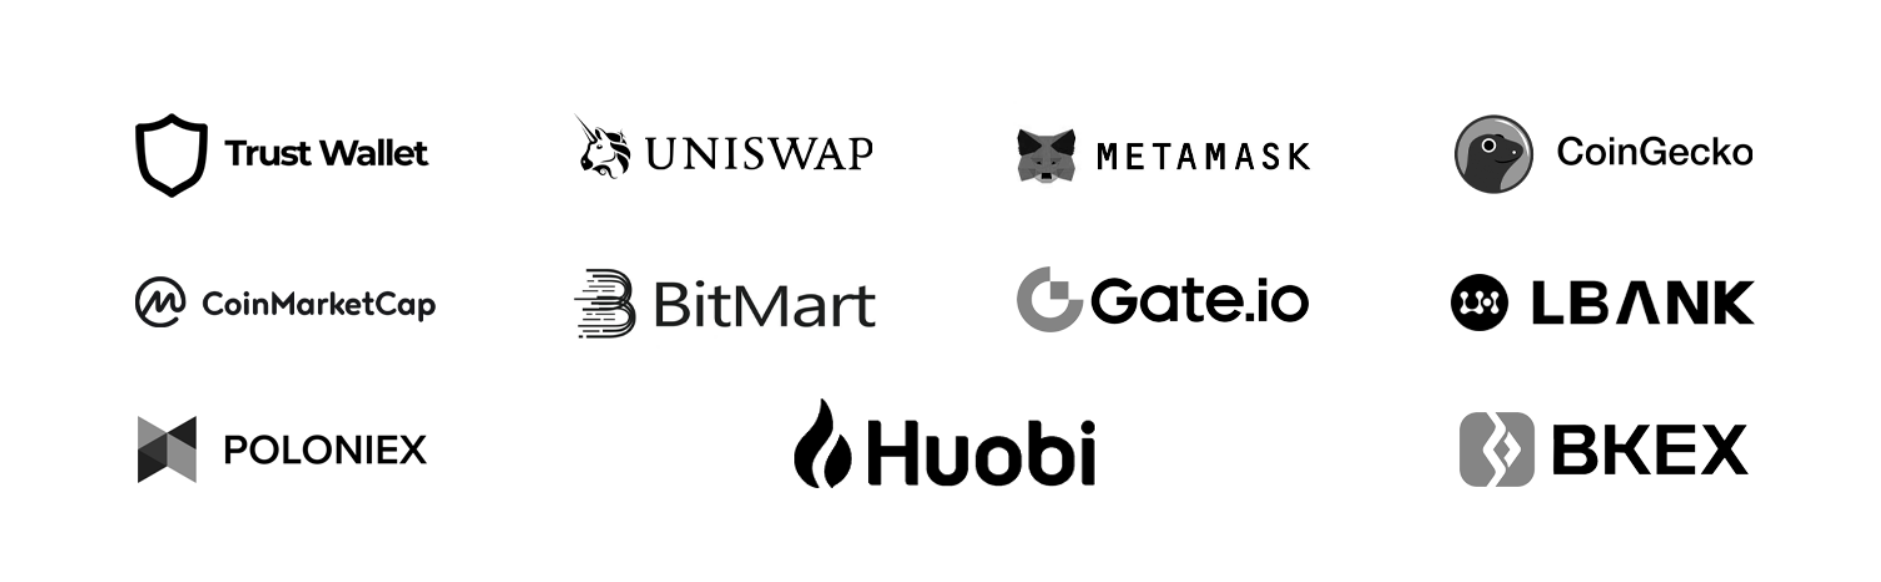 Trust Wallet
UNISWAP
METAMASK
CoinGecko
CoinMarketCap
BitMart
Gate.io
LBANK
POLONIEX
Huobi
BKEX